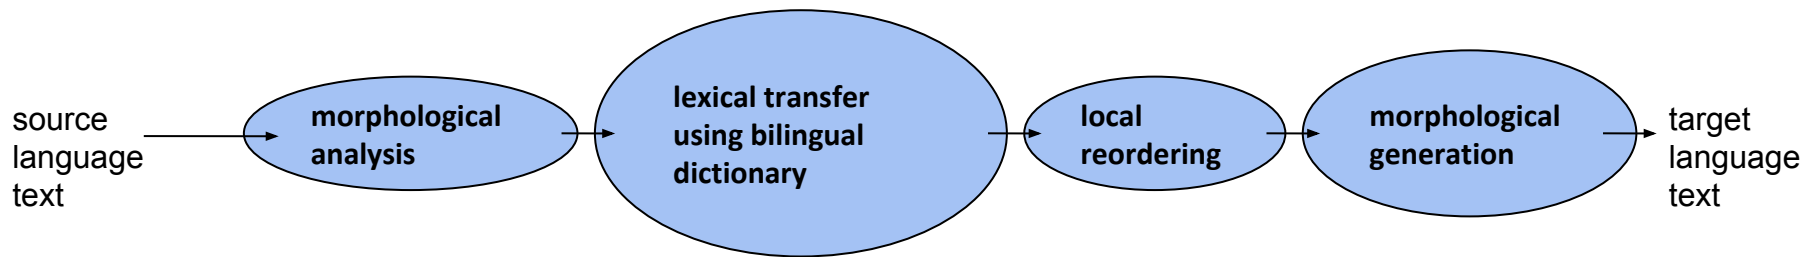 source
language
text
morphological
analysis
lexical transfer
using bilingual
dictionary
local
reordering
morphological
generation
target
language
text